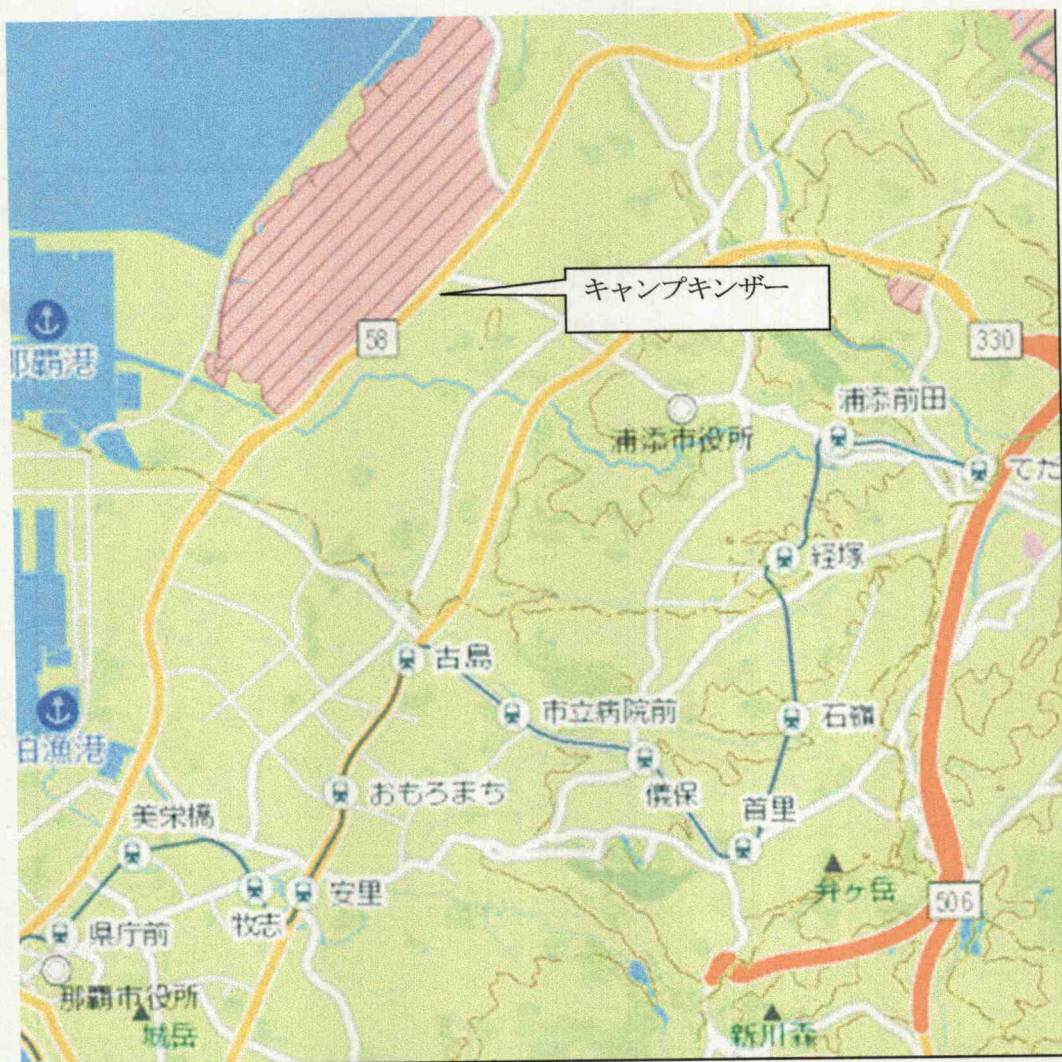 キャンプキンザー
58
330
那覇港
浦添前田
浦添市役所
てだ
経塚
古島
市立病院前
石嶺
泊漁港
おもろまち
儀保
首里
美栄橋
弁ヶ岳
安里
牧志
506
県庁前
那覇市役所
城岳
新川森